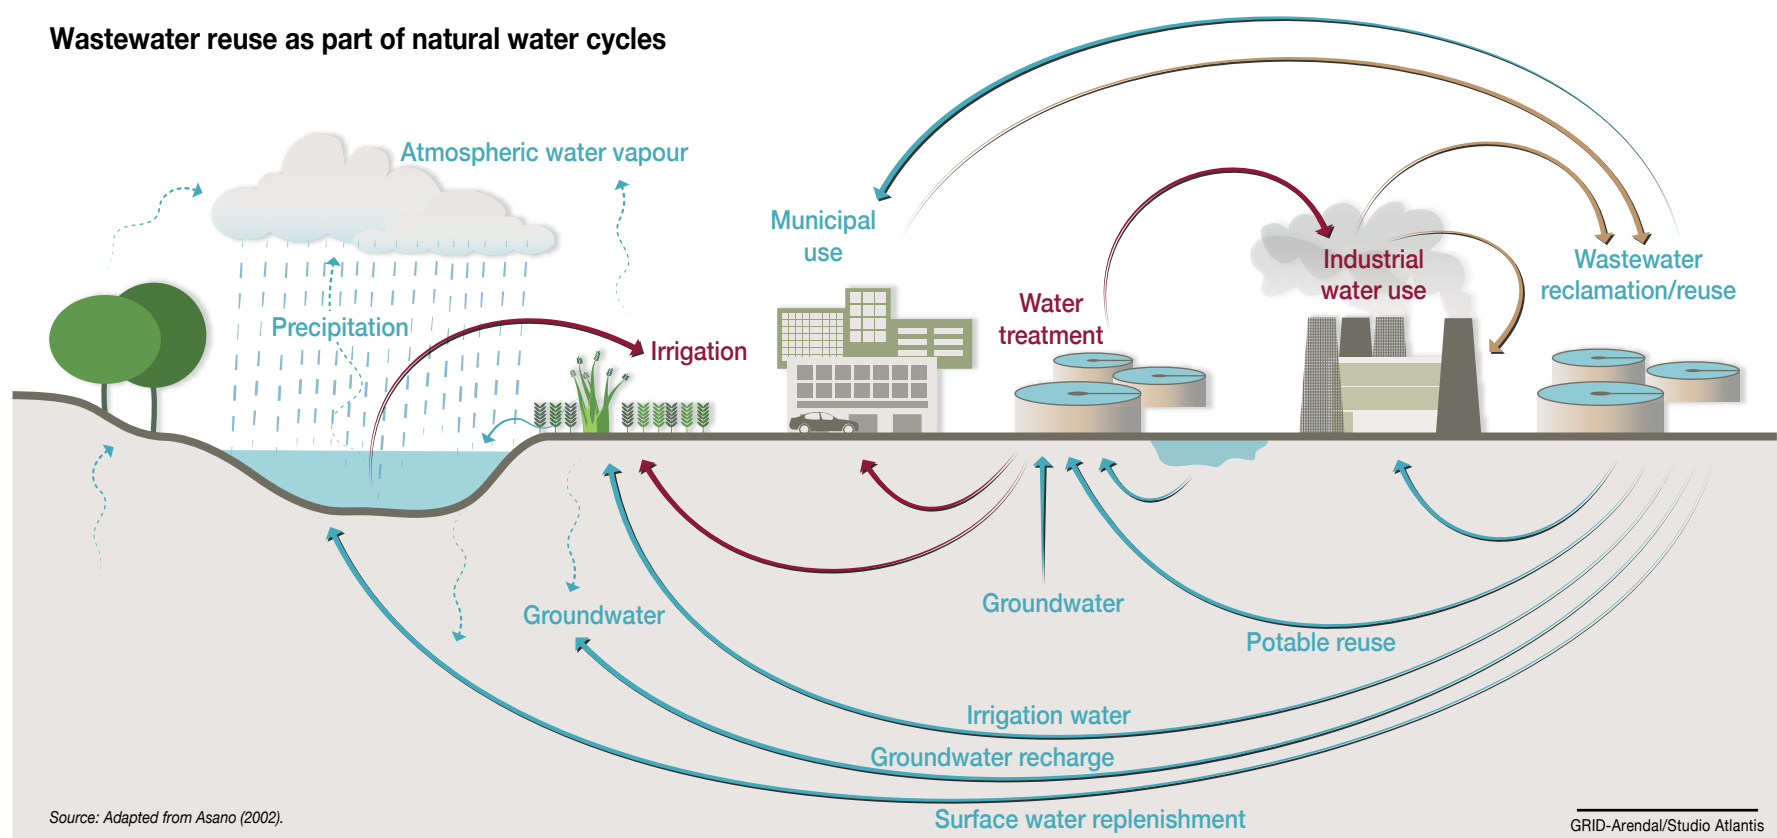 Wastewater reuse as part of natural water cycles
Atmospheric water vapour
Municipal
use
Precipitation
Irrigation
Water
treatment
Industrial
water use
Wastewater
reclamation/reuse
Groundwater
Groundwater
Potable reuse
Irrigation water
Groundwater recharge
Surface water replenishment
Source: Adapted from Asano (2002).
GRID-Arendal/Studio Atlantis